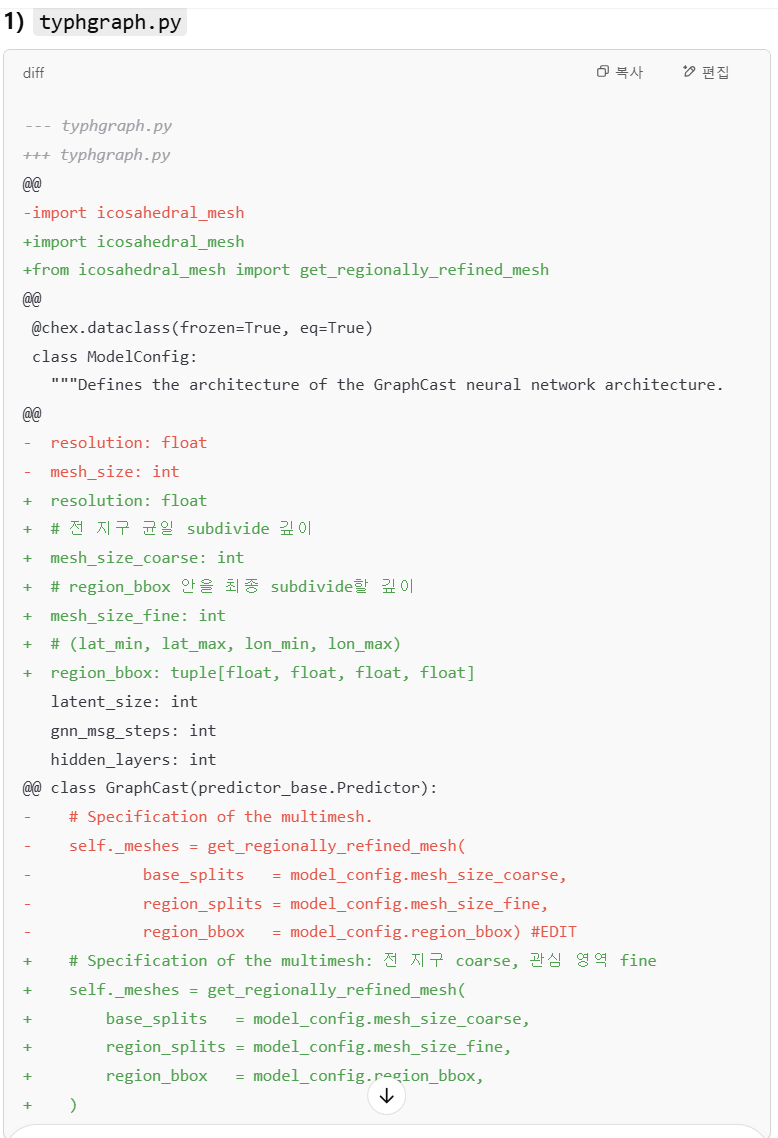 1) typhgraph.py
diff 복사 편집
--- typhgraph.py
+++ typhgraph.py
@@
-import icosahedral_mesh
+import icosahedral_mesh
+from icosahedral_mesh import get_regionally_refined_mesh
@@
 @chex.dataclass(frozen=True, eq=True)
 class ModelConfig:
   """Defines the architecture of the GraphCast neural network architecture.
@@
-  resolution: float
-  mesh_size: int
+  resolution: float
+  # 전 지구 균일 subdivide 깊이
+  mesh_size_coarse: int
+  # region_bbox 안을 최종 subdivide할 깊이
+  mesh_size_fine: int
+  # (lat_min, lat_max, lon_min, lon_max)
+  region_bbox: tuple[float, float, float, float]
   latent_size: int
   gnn_msg_steps: int
   hidden_layers: int
@@ class GraphCast(predictor_base.Predictor):
-    # Specification of the multimesh.
-    self._meshes = get_regionally_refined_mesh(
-            base_splits   = model_config.mesh_size_coarse,
-            region_splits = model_config.mesh_size_fine,
-            region_bbox   = model_config.region_bbox) #EDIT
+    # Specification of the multimesh: 전 지구 coarse, 관심 영역 fine
+    self._meshes = get_regionally_refined_mesh(
+        base_splits   = model_config.mesh_size_coarse,
+        region_splits = model_config.mesh_size_fine,
+        region_bbox   = model_config.region_bbox,
+    )